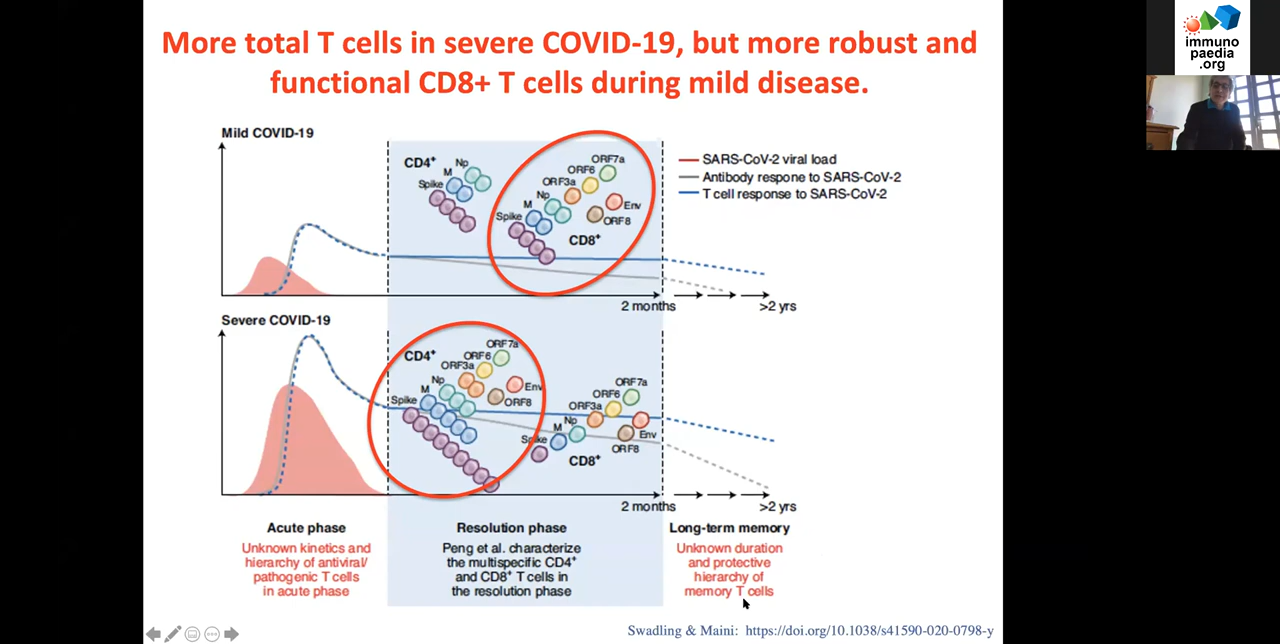 More total T cells in severe COVID-19, but more robust and
functional CD8+ T cells during mild disease.
immuno
paedia
.org
Mild COVID-19
CD4⁺
Np
M
Spike
ORF7a
ORF6
ORF3a
Np
M
Spike
Env
ORF8
CD8⁺
SARS-CoV-2 viral load
Antibody respone to SARS-CoV-2
T cell response to SARS-CoV-2
2 months
>2 yrs
Severe COVID-19
CD4⁺
ORF7a
ORF6
ORF3a
Np
M
Spike
Env
ORF8
ORF7a
ORF6
ORF3a
Np
M
Spike
Env
ORF8
CD8⁺
2 months
>2 yrs
Acute phase
Unknown kinetics and
hierarchy of antiviral/
pathogenic T cells
in acute phase
Resolution phase
Peng et al. characterize
the multispecific CD4⁺
and CD8⁺ T cells in
the resolution phase
Long-term memory
Unknown duration
and protective
hierarchy of
memory T cells
Swadling & Maini: https://doi.org/10.1038/s41590-020-0798-y